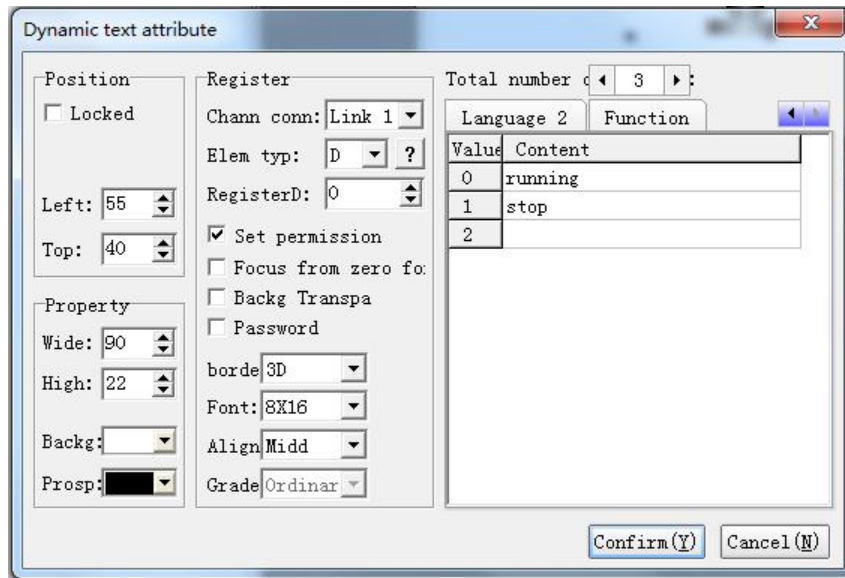 Dynamic text attribute
Position
Locked
Left: 55
Top: 40
Property
Wide: 90
High: 22
Backg:
Prosp:
Register
Chann conn: Link 1
Elem typ: D ?
RegisterD: 0
Set permission
Focus from zero fo
Backg Transpa
Password
borde 3D
Font: 8X16
Align Midd
Grade Ordinar
Total number 3 :
Language 2 Function
Value Content
0 running
1 stop
2
Confirm(Y) Cancel(N)